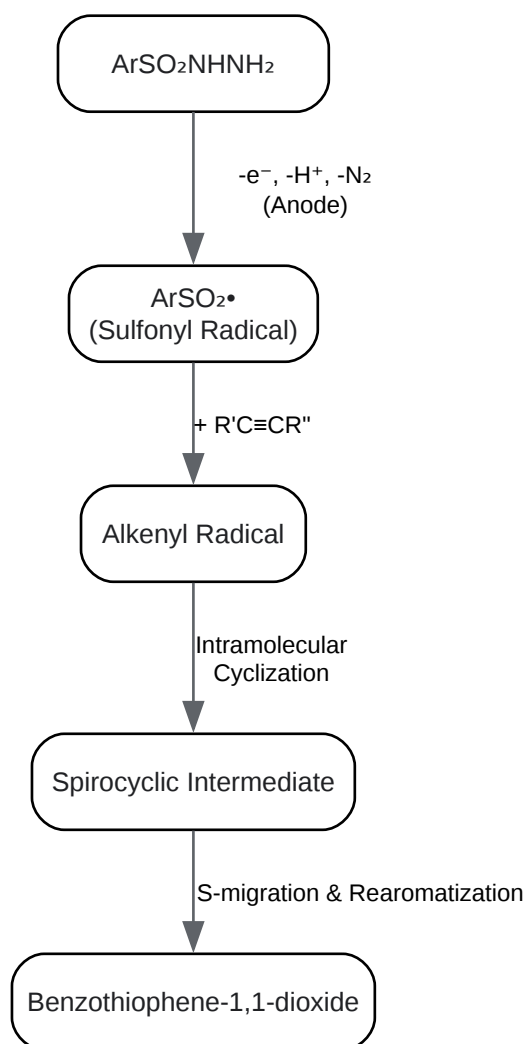 ArSO₂NHNH₂
-e⁻, -H⁺, -N₂
(Anode)
ArSO₂•
(Sulfonyl Radical)
+ R'C≡CR"
Alkenyl Radical
Intramolecular
Cyclization
Spirocyclic Intermediate
S-migration & Rearomatization
Benzothiophene-1,1-dioxide